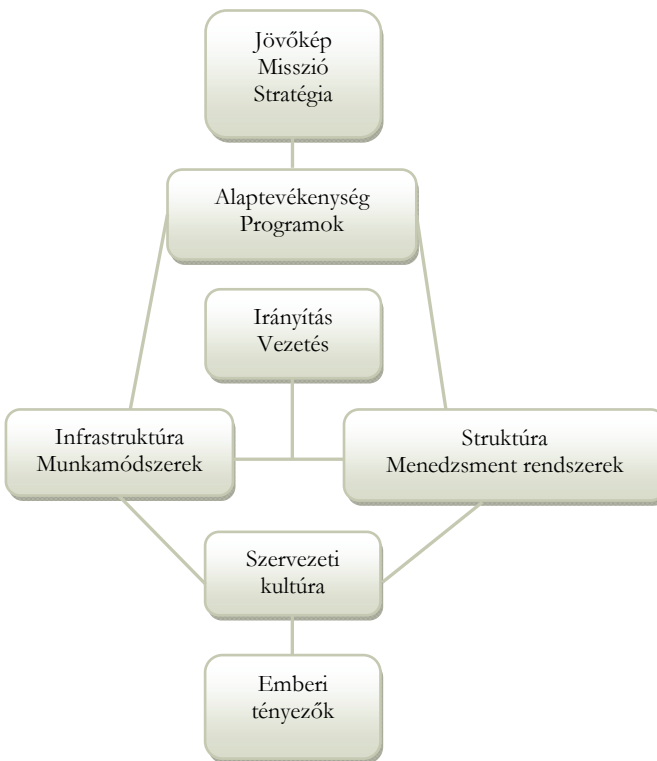 Jövőkép
Misszió
Stratégia
Alaptevékenység
Programok
Irányítás
Vezetés
Infrastruktúra
Munkamódszerek
Struktúra
Menedzsment rendszerek
Szervezeti
kultúra
Emberi
tényezők